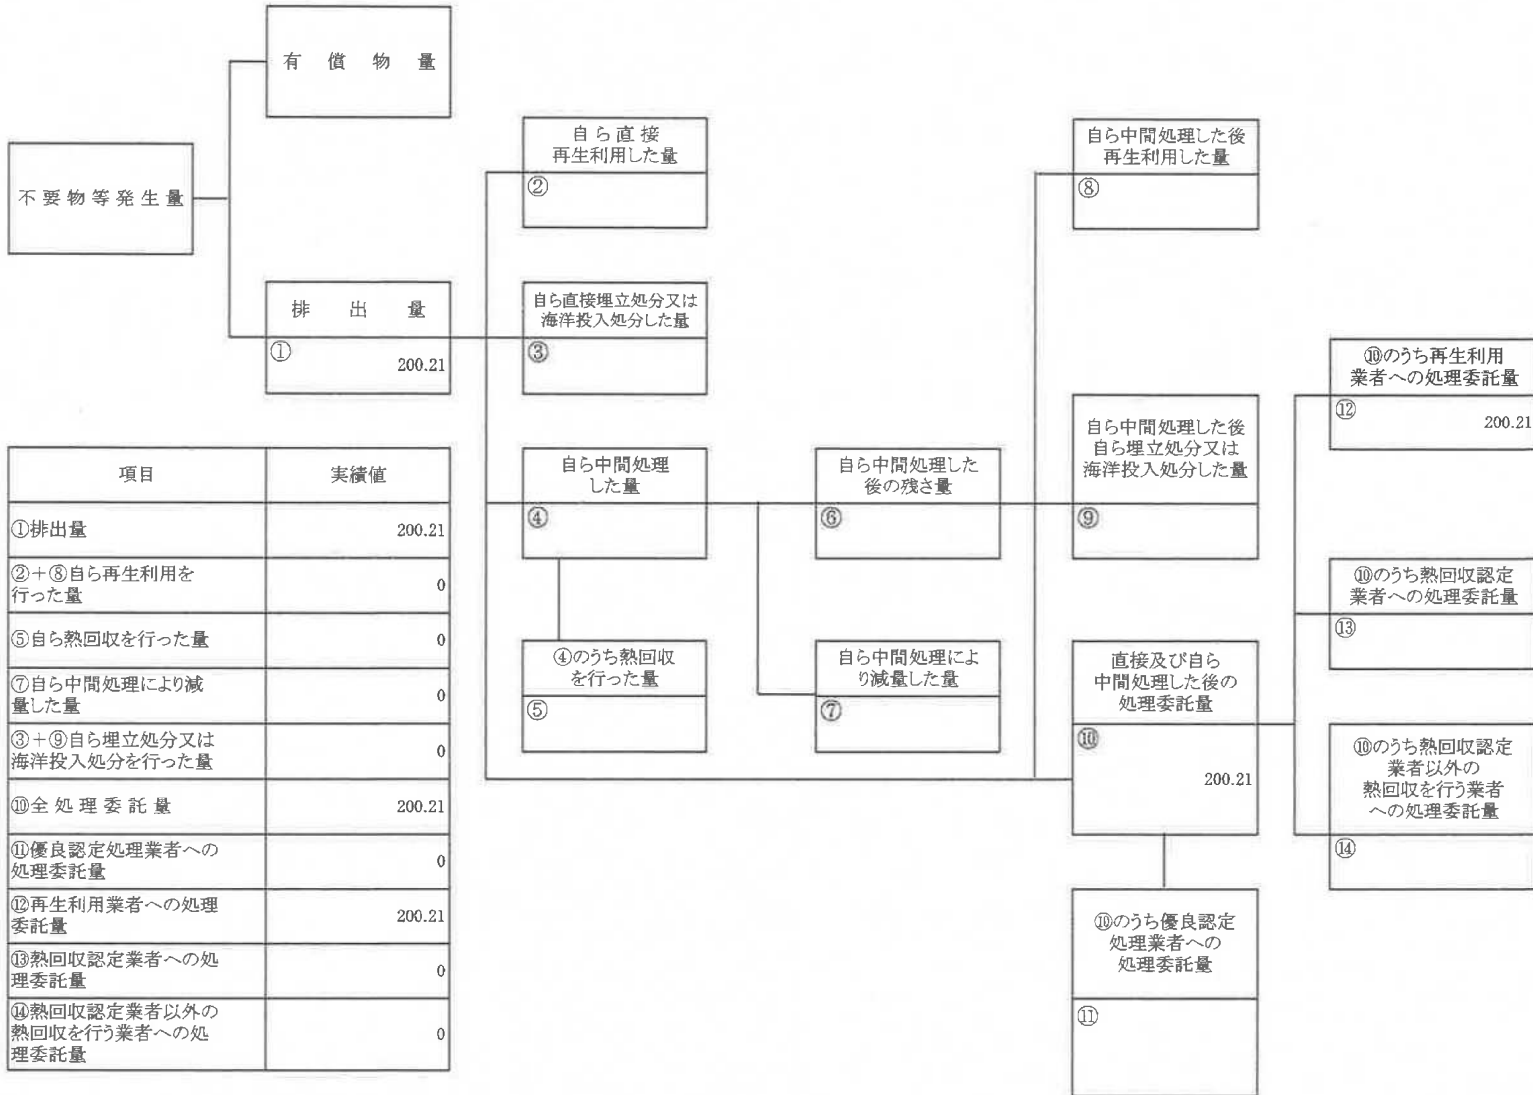 有償物量
不要物等発生量
排出量
①
200.21
自ら直接
再生利用した量
②
自ら直接埋立処分又は
海洋投入処分した量
③
自ら中間処理
した量
④
④のうち熱回収
を行った量
⑤
自ら中間処理した
後の残さ量
⑥
自ら中間処理によ
り減量した量
⑦
自ら中間処理した後
再生利用した量
⑧
自ら中間処理した後
自ら埋立処分又は
海洋投入処分した量
⑨
直接及び自ら
中間処理した後の
処理委託量
⑩
200.21
⑩のうち優良認定
処理業者への
処理委託量
⑪
⑩のうち再生利用
業者への処理委託量
⑫
200.21
⑩のうち熱回収認定
業者への処理委託量
⑬
⑩のうち熱回収認定
業者以外の
熱回収を行う業者
への処理委託量
⑭
項目 実績値
①排出量 200.21
②+⑧自ら再生利用を
行った量 0
⑤自ら熱回収を行った量 0
⑦自ら中間処理により減
量した量 0
③+⑨自ら埋立処分又は
海洋投入処分を行った量 0
⑩全処理委託量 200.21
⑪優良認定処理業者への
処理委託量 0
⑫再生利用業者への処理
委託量 200.21
⑬熱回収認定業者への処
理委託量 0
⑭熱回収認定業者以外の
熱回収を行う業者への処
理委託量 0